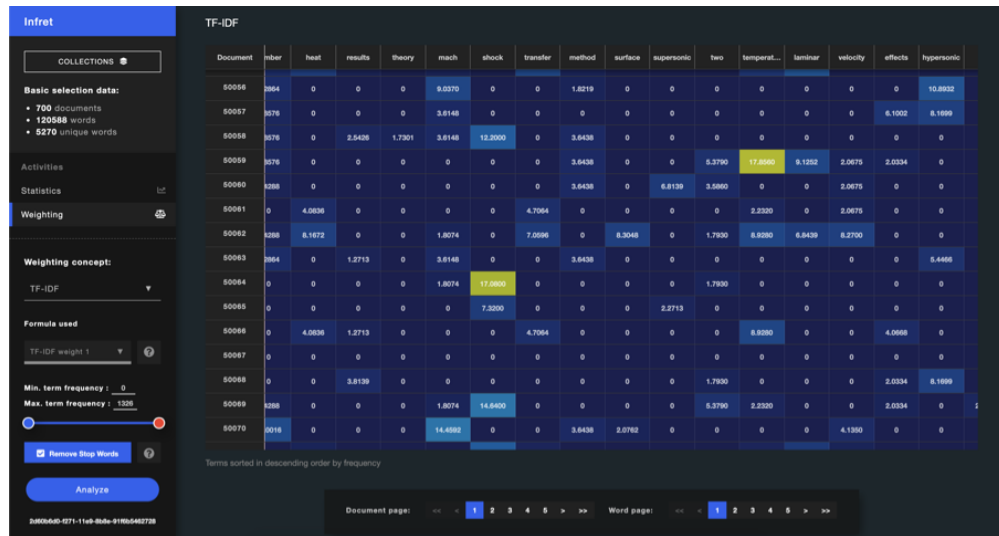 Infret
COLLECTIONS
Basic selection data:
• 700 documents
• 120588 words
• 5270 unique words
Activities
Statistics
Weighting
Weighting concept:
TF-IDF
Formula used
TF-IDF weight 1
Min. term frequency : 0
Max. term frequency : 1326
Remove Stop Words
Analyze
TF-IDF
Document mber heat results theory mach shock transfer method surface supersonic two temperat... laminar velocity effects hypersonic
50056 2864 0 0 0 9.0370 0 0 1.8219 0 0 0 0 0 0 0 10.8932
50057 8576 0 0 0 3.6148 0 0 0 0 0 0 0 0 0 6.1002 8.1699
50058 8576 0 2.5426 1.7301 3.6148 12.2000 0 3.6438 0 0 0 0 0 0 0 0
50059 8576 0 0 0 0 0 0 3.6438 0 0 5.3790 17.8560 9.1252 2.0675 2.0334 0
50060 4288 0 0 0 0 0 0 3.6438 0 6.8139 3.5860 0 0 2.0675 0 0
50061 0 4.0836 0 0 0 0 4.7064 0 0 0 0 2.2320 0 2.0675 0 0
50062 4288 8.1672 0 0 1.8074 0 7.0596 0 8.3048 0 1.7930 8.9280 6.8439 8.2700 0 0
50063 2864 0 1.2713 0 3.6148 0 0 3.6438 0 0 0 0 0 0 0 5.4466
50064 0 0 0 0 1.8074 17.0800 0 0 0 0 1.7930 0 0 0 0 0
50065 0 0 0 0 0 7.3200 0 0 0 2.2713 0 0 0 0 0 0
50066 0 4.0836 1.2713 0 0 0 4.7064 0 0 0 0 8.9280 0 0 4.0668 0
50067 0 0 0 0 0 0 0 0 0 0 0 0 0 0 0 0
50068 0 0 3.8139 0 0 0 0 0 0 0 1.7930 0 0 0 2.0334 8.1699
50069 4288 0 0 0 1.8074 14.6400 0 0 0 0 5.3790 2.2320 0 0 2.0334 0
50070 0016 0 0 0 14.4592 0 0 3.6438 2.0762 0 0 0 0 4.1350 0 0
Terms sorted in descending order by frequency
Document page: << < 1 2 3 4 5 > >> Word page: << < 1 2 3 4 5 > >>